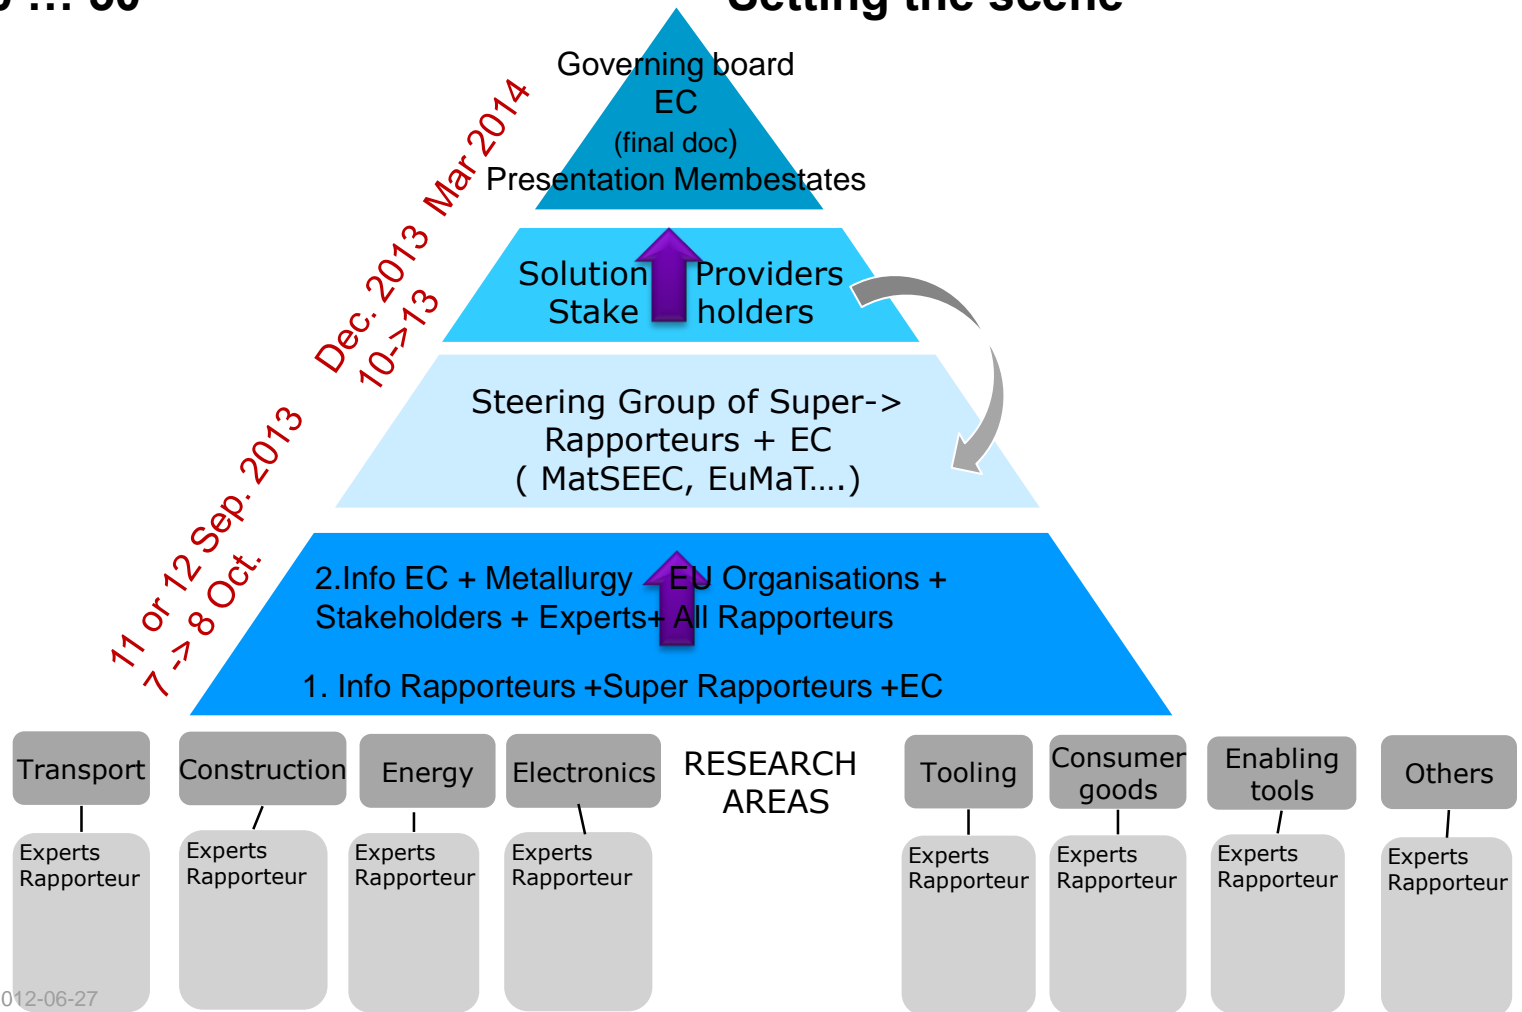 Setting the scene
Governing board
EC
(final doc)
Presentation Membestates
Mar 2014
Dec. 2013
10->13
Solution Providers
Stake holders
Steering Group of Super->
Rapporteurs + EC
( MatSEEC, EuMaT….)
11 or 12 Sep. 2013
7 -> 8 Oct.
2.Info EC + Metallurgy EU Organisations +
Stakeholders + Experts+ All Rapporteurs
1. Info Rapporteurs +Super Rapporteurs +EC
Transport
Construction
Energy
Electronics
RESEARCH
AREAS
Tooling
Consumer
goods
Enabling
tools
Others
Experts
Rapporteur
Experts
Rapporteur
Experts
Rapporteur
Experts
Rapporteur
Experts
Rapporteur
Experts
Rapporteur
Experts
Rapporteur
Experts
Rapporteur
012-06-27